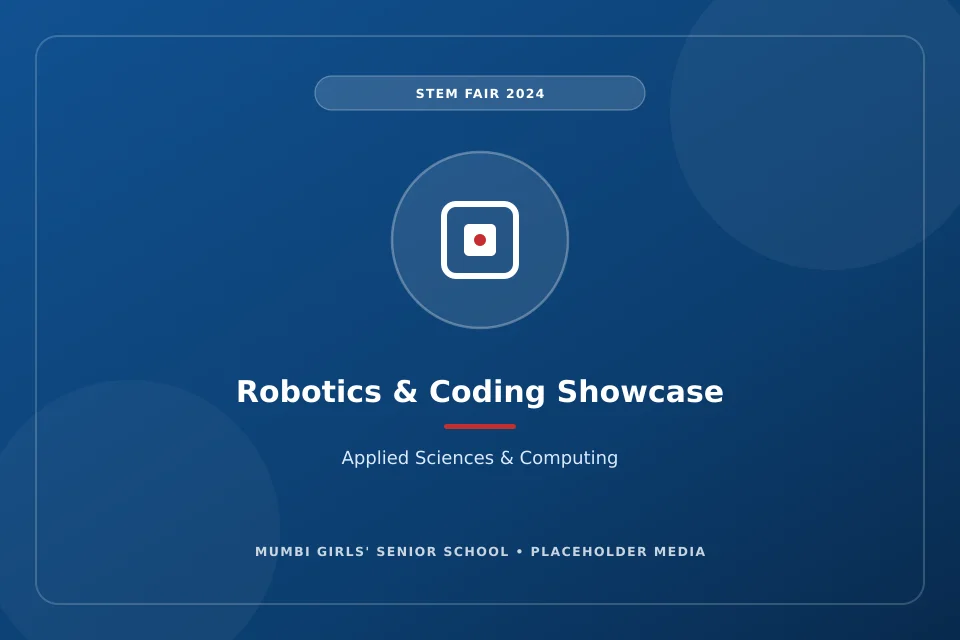 STEM FAIR 2024
Robotics & Coding Showcase
Applied Sciences & Computing
MUMBI GIRLS' SENIOR SCHOOL • PLACEHOLDER MEDIA